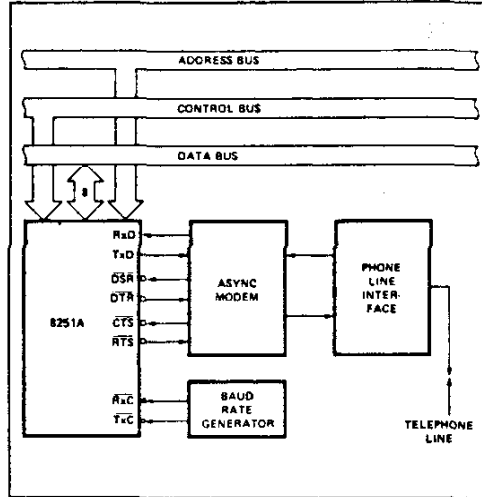 ADDRESS BUS
CONTROL BUS
DATA BUS
8
8251A
RxD
TxD
DSR
DTR
CTS
RTS
RxC
TxC
ASYNC
MODEM
BAUD
RATE
GENERATOR
PHONE
LINE
INTER-
FACE
TELEPHONE
LINE